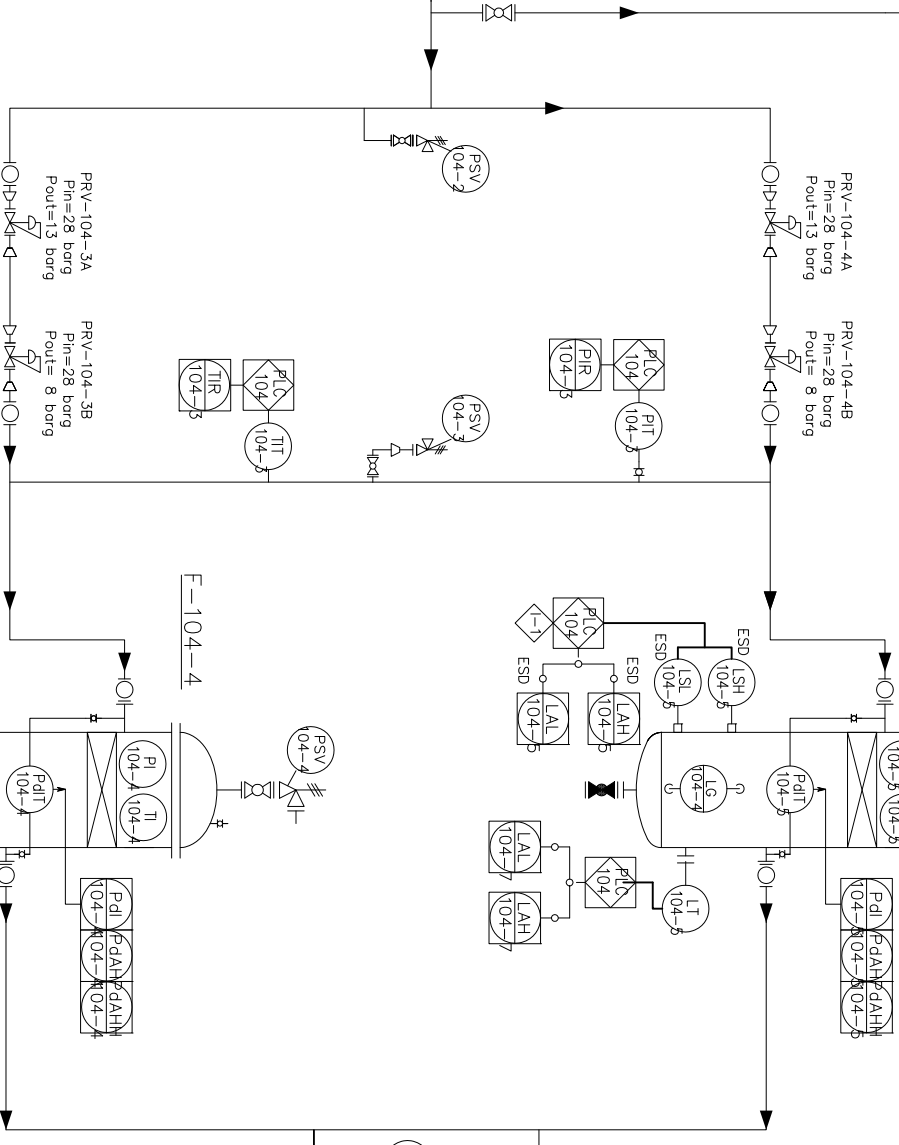 PSV
104-2
PRV-104-3A
Pin=28 barg
Pout=13 barg
PRV-104-4A
Pin=28 barg
Pout=13 barg
PRV-104-3B
Pin=28 barg
Pout= 8 barg
PRV-104-4B
Pin=28 barg
Pout= 8 barg
TIR
104-3
PLC
104
TIT
104-3
PSV
104-3
PIR
104-3
PLC
104
PIT
104-3
F-104-4
I-1
PLC
104
ESD
ESD
LSL
104-5
LSH
104-5
ESD
ESD
LAL
104-5
LAH
104-5
PSV
104-4
PI
104-4
TI
104-4
PdIT
104-4
LG
104-4
PdIT
104-5
104-5
104-5
LAL
104-7
LAH
104-7
PLC
104
LT
104-5
PdI
104-4
PdAH
104-4
PdAHH
104-4
PdI
104-5
PdAH
104-5
PdAHH
104-5